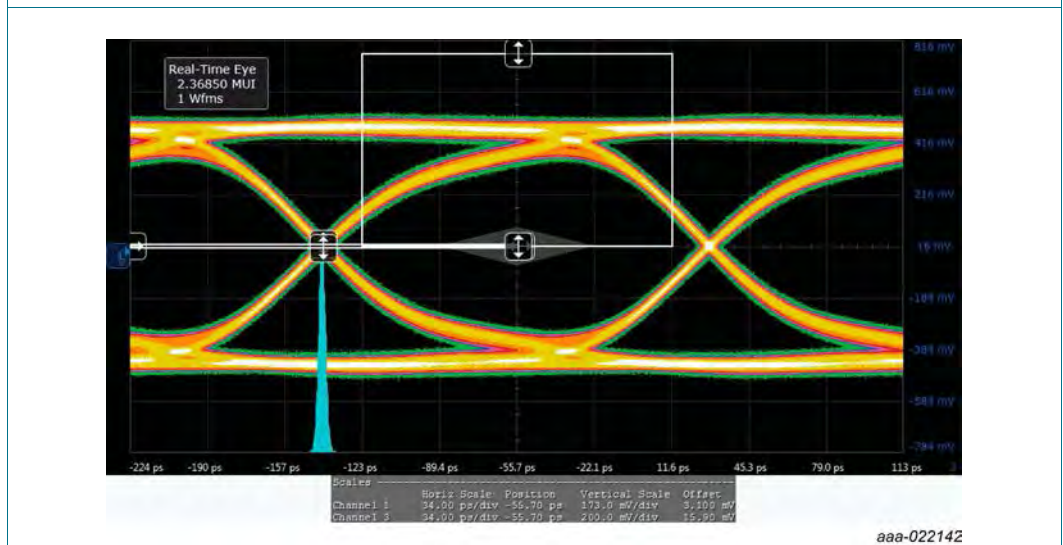 816 mV
Real-Time Eye
2.36850 MUI
1 Wfms
616 mV
416 mV
216 mV
-184 mV
-384 mV
-584 mV
-784 mV
-224 ps -190 ps -157 ps -123 ps -89.4 ps -55.7 ps -22.1 ps 11.6 ps 45.3 ps 79.0 ps 113 ps
Scales
Horiz Scale Position Vertical Scale Offset
Channel 1 34.00 ps/div -55.70 ps 173.0 mV/div 3.100 mV
Channel 3 34.00 ps/div -55.70 ps 200.0 mV/div 15.90 mV
aaa-022142